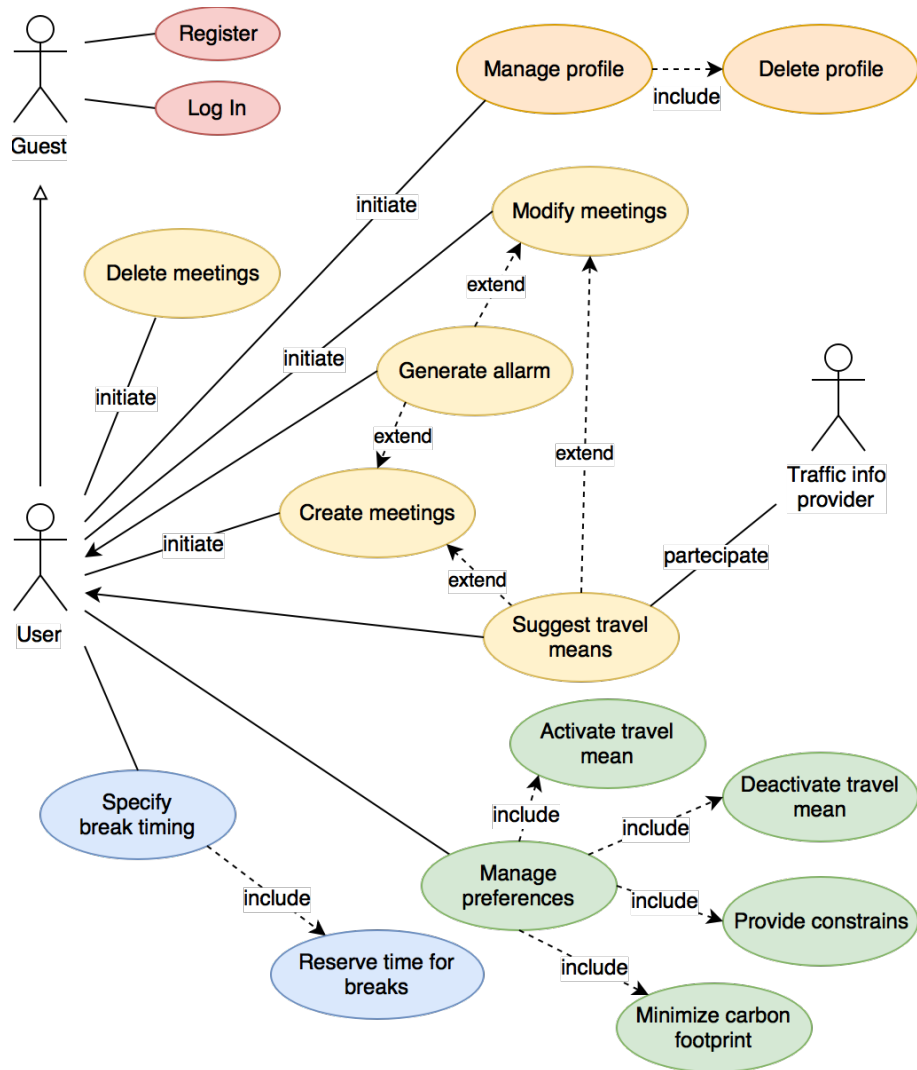 Register
Log In
Guest
Manage profile
include
Delete profile
initiate
Modify meetings
Delete meetings
extend
initiate
Generate allarm
initiate
extend
extend
Traffic info
provider
Create meetings
initiate
partecipate
extend
User
Suggest travel
means
Activate travel
mean
Specify
break timing
Deactivate travel
mean
include
include
Manage
preferences
include
include
Provide constrains
Reserve time for
breaks
include
Minimize carbon
footprint